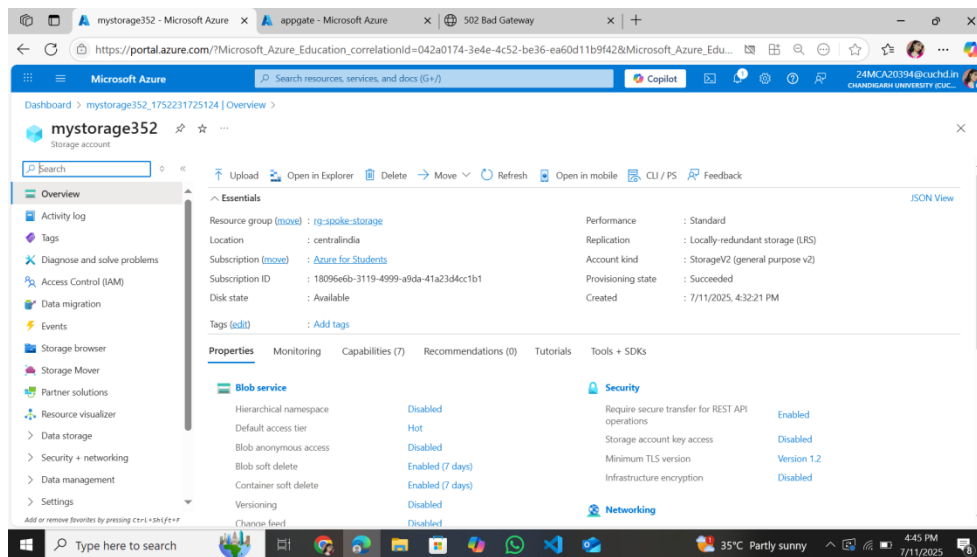 mystorage352 - Microsoft Azure
appgate - Microsoft Azure
502 Bad Gateway
https://portal.azure.com/?Microsoft_Azure_Education_correlationId=042a0174-3e4e-4c52-be36-ea60d11b9f42&Microsoft_Azure_Edu...
Microsoft Azure
Search resources, services, and docs (G+/)
Copilot
1
24MCA20394@cuchd.in
CHANDIGARH UNIVERSITY (CUC...
Dashboard > mystorage352_1752231725124 | Overview >
mystorage352
Storage account
Search
Overview
Activity log
Tags
Diagnose and solve problems
Access Control (IAM)
Data migration
Events
Storage browser
Storage Mover
Partner solutions
Resource visualizer
Data storage
Security + networking
Data management
Settings
Add or remove favorites by pressing Ctrl+Shift+F
Upload Open in Explorer Delete Move Refresh Open in mobile CLI / PS Feedback
Essentials
JSON View
Resource group (move) : rg-spoke-storage
Location : centralindia
Subscription (move) : Azure for Students
Subscription ID : 18096e6b-3119-4999-a9da-41a23d4cc1b1
Disk state : Available
Tags (edit) : Add tags
Performance : Standard
Replication : Locally-redundant storage (LRS)
Account kind : StorageV2 (general purpose v2)
Provisioning state : Succeeded
Created : 7/11/2025, 4:32:21 PM
Properties Monitoring Capabilities (7) Recommendations (0) Tutorials Tools + SDKs
Blob service
Hierarchical namespace Disabled
Default access tier Hot
Blob anonymous access Disabled
Blob soft delete Enabled (7 days)
Container soft delete Enabled (7 days)
Versioning Disabled
Change feed Disabled
Security
Require secure transfer for REST API
operations Enabled
Storage account key access Disabled
Minimum TLS version Version 1.2
Infrastructure encryption Disabled
Networking
Type here to search
35°C Partly sunny
4:45 PM
7/11/2025